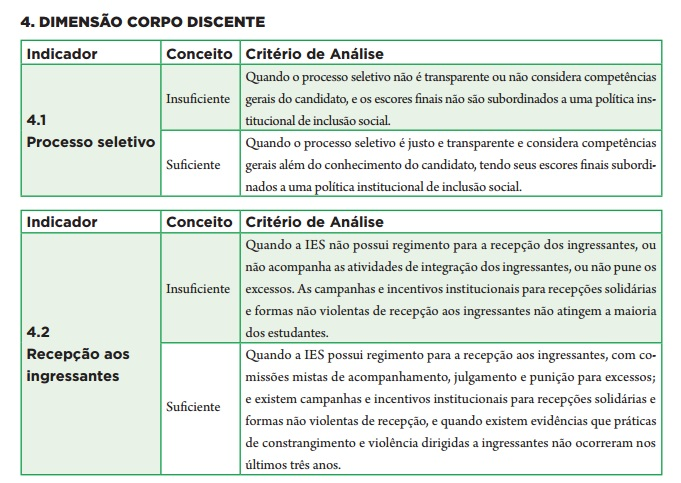 4. DIMENSÃO CORPO DISCENTE
Indicador Conceito Critério de Análise
4.1
Processo seletivo
Insuficiente
Quando o processo seletivo não é transparente ou não considera competências
gerais do candidato, e os escores finais não são subordinados a uma política ins-
titucional de inclusão social.
Suficiente
Quando o processo seletivo é justo e transparente e considera competências
gerais além do conhecimento do candidato, tendo seus escores finais subordi-
nados a uma política institucional de inclusão social.
Indicador Conceito Critério de Análise
4.2
Recepção aos
ingressantes
Insuficiente
Quando a IES não possui regimento para a recepção dos ingressantes, ou
não acompanha as atividades de integração dos ingressantes, ou não pune os
excessos. As campanhas e incentivos institucionais para recepções solidárias
e formas não violentas de recepção aos ingressantes não atingem a maioria
dos estudantes.
Suficiente
Quando a IES possui regimento para a recepção aos ingressantes, com co-
missões mistas de acompanhamento, julgamento e punição para excessos;
e existem campanhas e incentivos institucionais para recepções solidárias e
formas não violentas de recepção, e quando existem evidências que práticas
de constrangimento e violência dirigidas a ingressantes não ocorreram nos
últimos três anos.